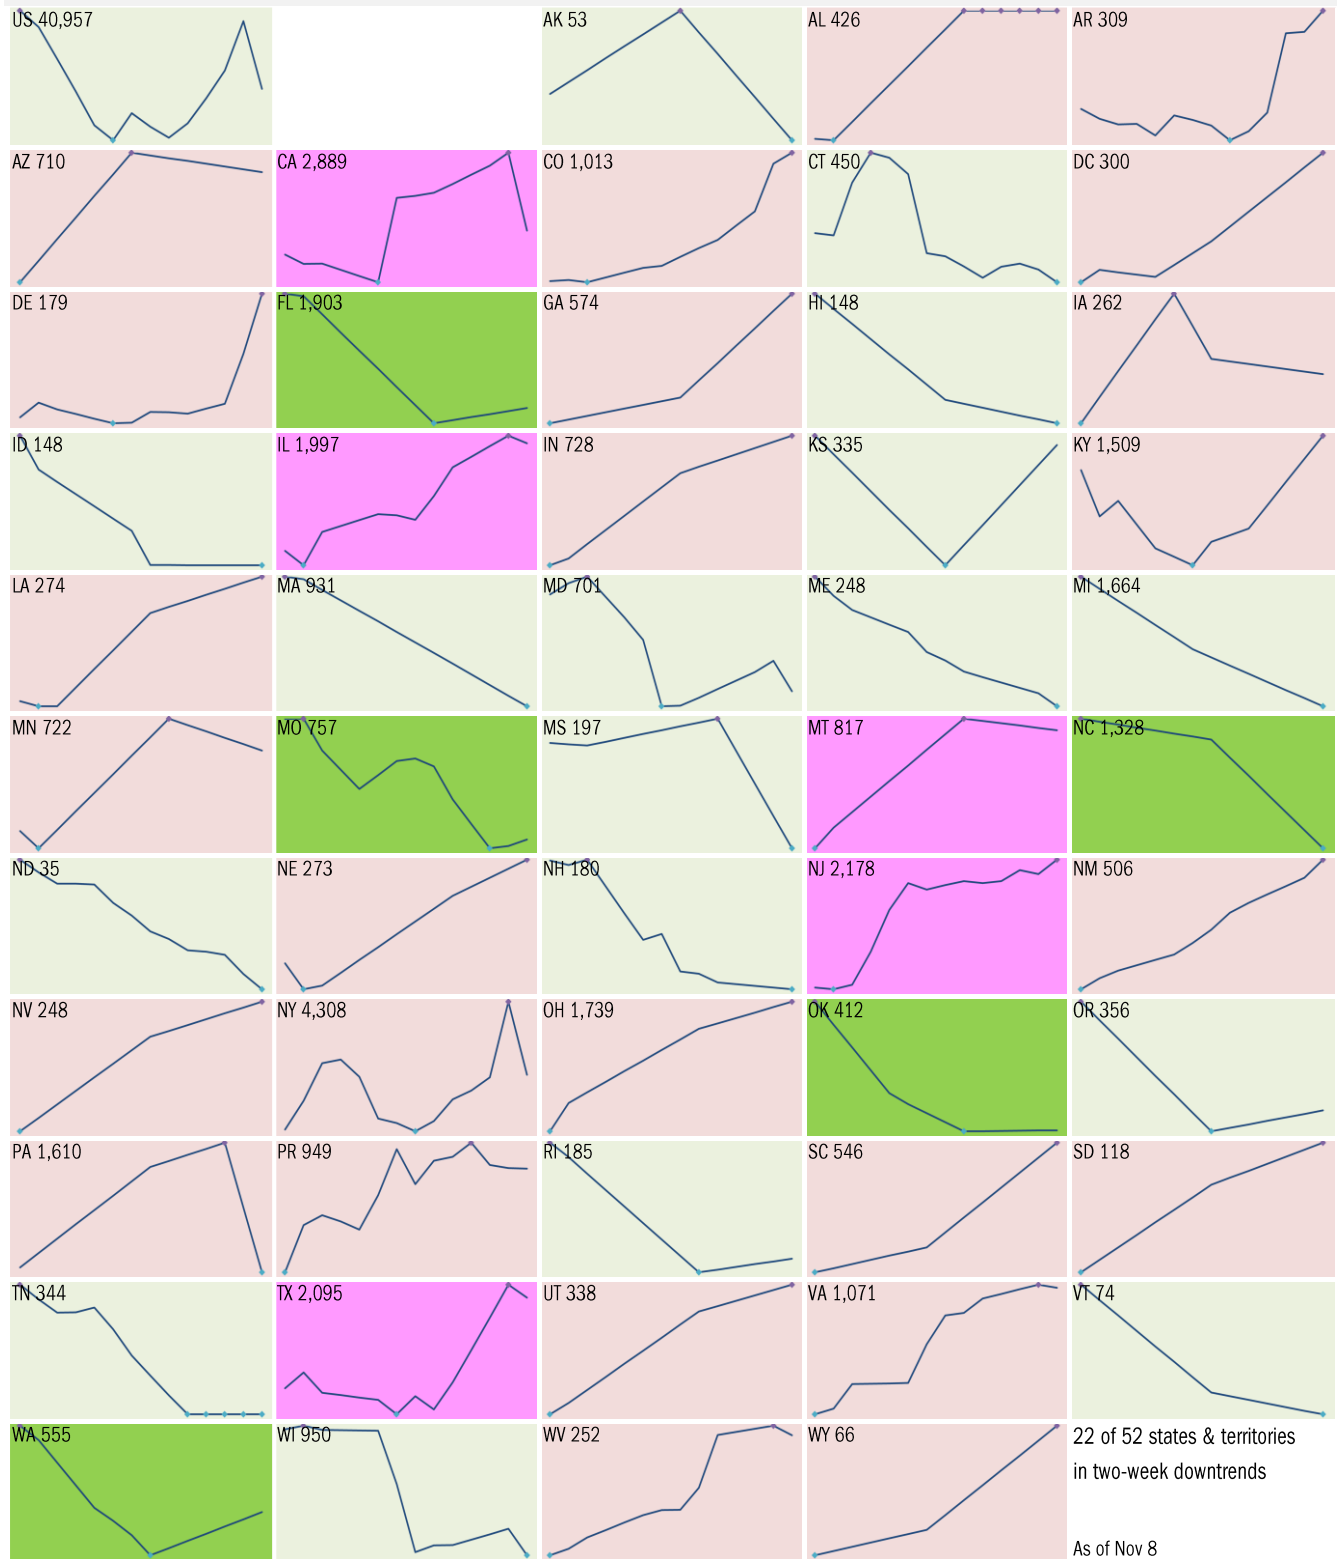 US 40,957
AK 53
AL 426
AR 309
AZ 710
CA 2,889
CO 1,013
CT 450
DC 300
DE 179
FL 1,903
GA 574
HI 148
IA 262
ID 148
IL 1,997
IN 728
KS 335
KY 1,509
LA 274
MA 931
MD 701
ME 248
MI 1,664
MN 722
MO 757
MS 197
MT 817
NC 1,328
ND 35
NE 273
NH 180
NJ 2,178
NM 506
NV 248
NY 4,308
OH 1,739
OK 412
OR 356
PA 1,610
PR 949
RI 185
SC 546
SD 118
TN 344
TX 2,095
UT 338
VA 1,071
VT 74
WA 555
WI 950
WV 252
WY 66
22 of 52 states & territories
in two-week downtrends
As of Nov 8